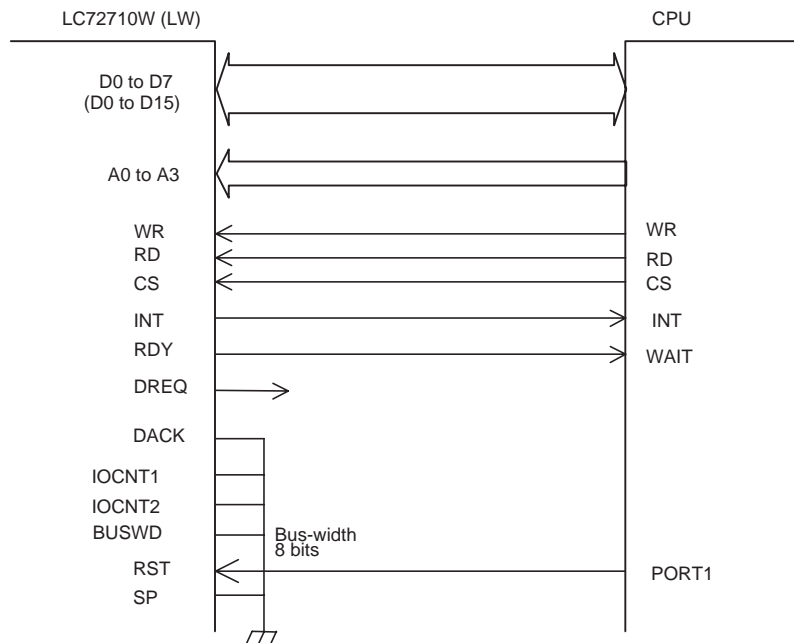 LC72710W (LW)
CPU
D0 to D7
(D0 to D15)
A0 to A3
WR
WR
RD
RD
CS
CS
INT
INT
RDY
WAIT
DREQ
DACK
IOCNT1
IOCNT2
BUSWD
Bus-width
8 bits
RST
PORT1
SP